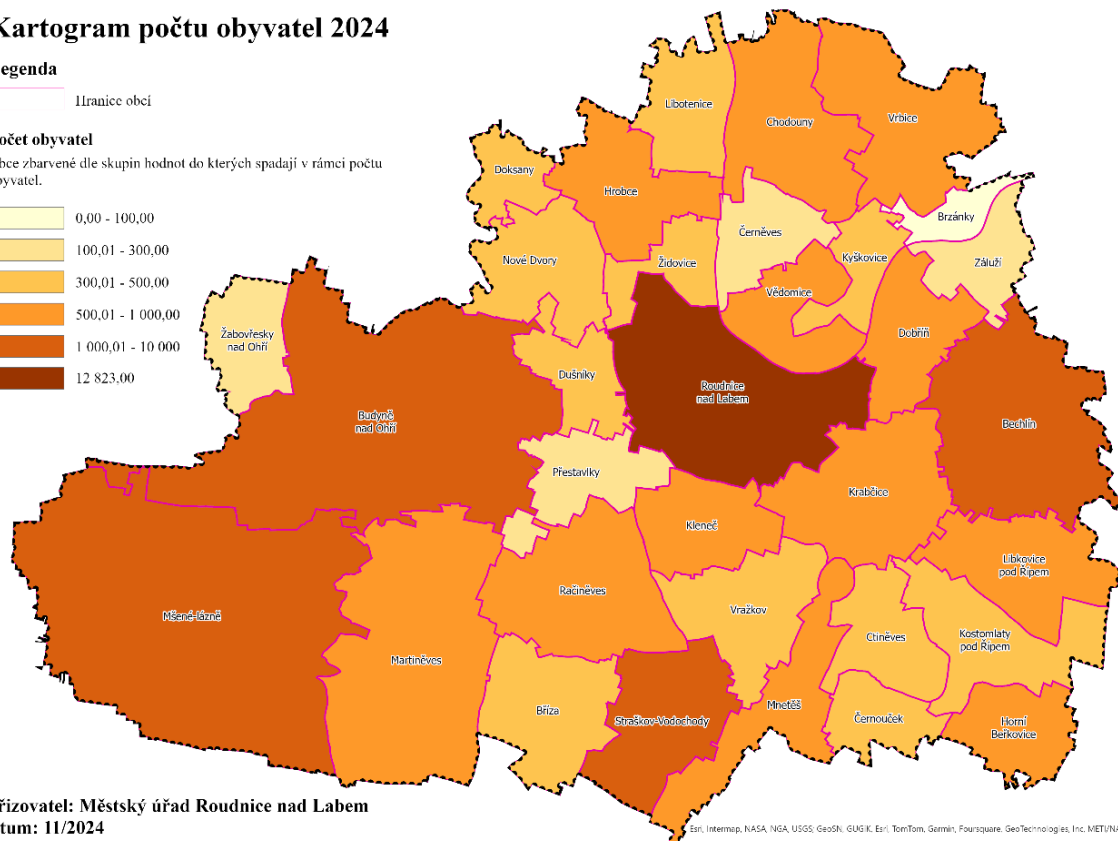 Kartogram počtu obyvatel 2024
egenda
Hranice obcí
očet obyvatel
bce zbarvené dle skupin hodnot do kterých spadají v rámci počtu
byvatel.
0,00 - 100,00
100,01 - 300,00
300,01 - 500,00
500,01 - 1 000,00
1 000,01 - 10 000
12 823,00
Libotenice
Chodouny
Vrbice
Doksany
Hrobce
Brzánky
Černěves
Nové Dvory
Židovice
Kyškovice
Záluží
Vědomice
Žabovřesky
nad Ohří
Dobříň
Dušníky
Roudnice
nad Labem
Budyně
nad Ohří
Bechlín
Přestavlky
Krabčice
Kleneč
Libkovice
pod Řípem
Račiněves
Mšené-lázně
Vražkov
Ctiněves
Kostomlaty
pod Řípem
Martiněves
Bříza
Straškov-Vodochody
Mnetěš
Černouček
Horní
Beřkovice
řizovatel: Městský úřad Roudnice nad Labem
tum: 11/2024
Esri, Intermap, NASA, NGA, USGS; GeoSN, GUGiK, Esri, TomTom, Garmin, Foursquare, GeoTechnologies, Inc, METI/NA